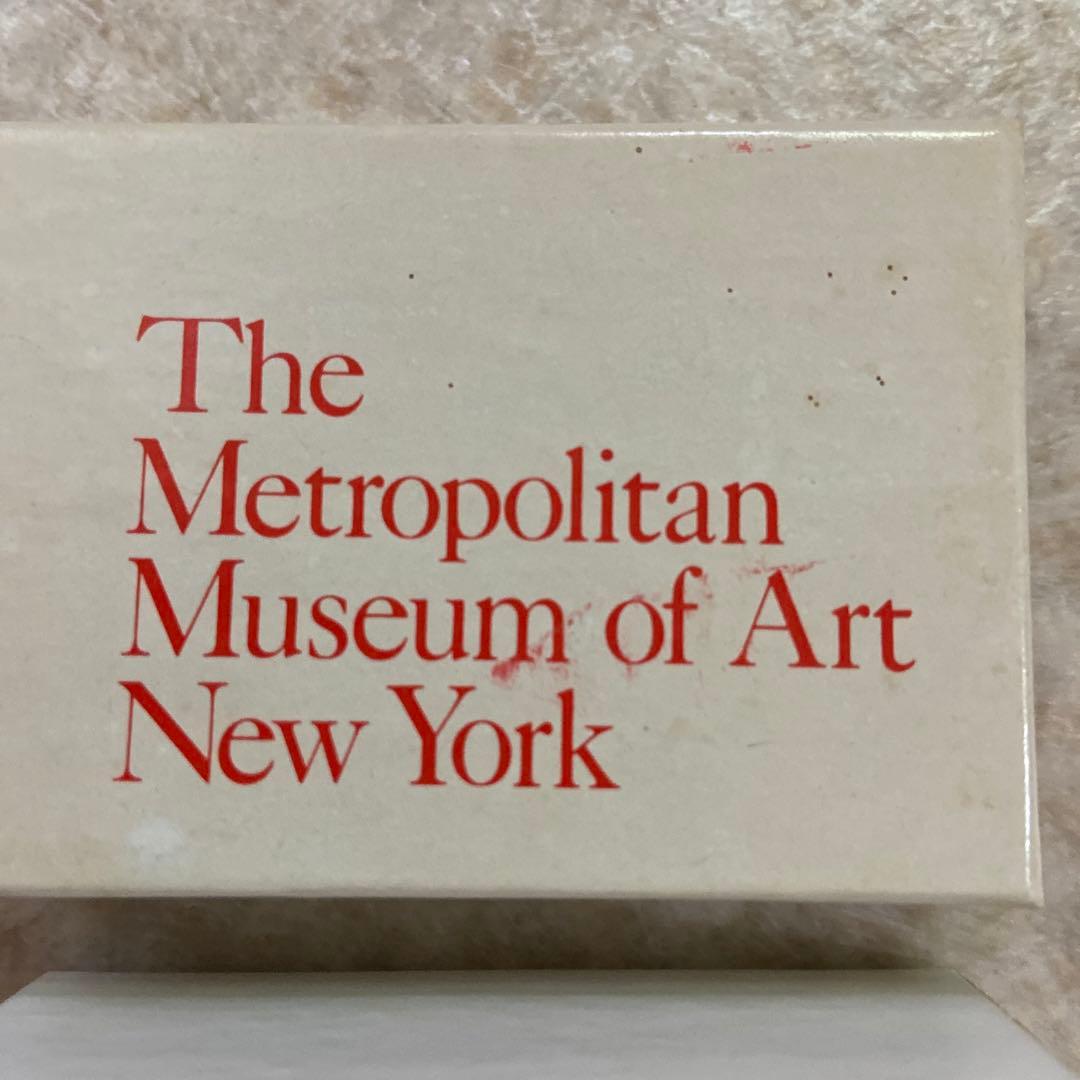 The
Metropolitan
Museum of Art
New York